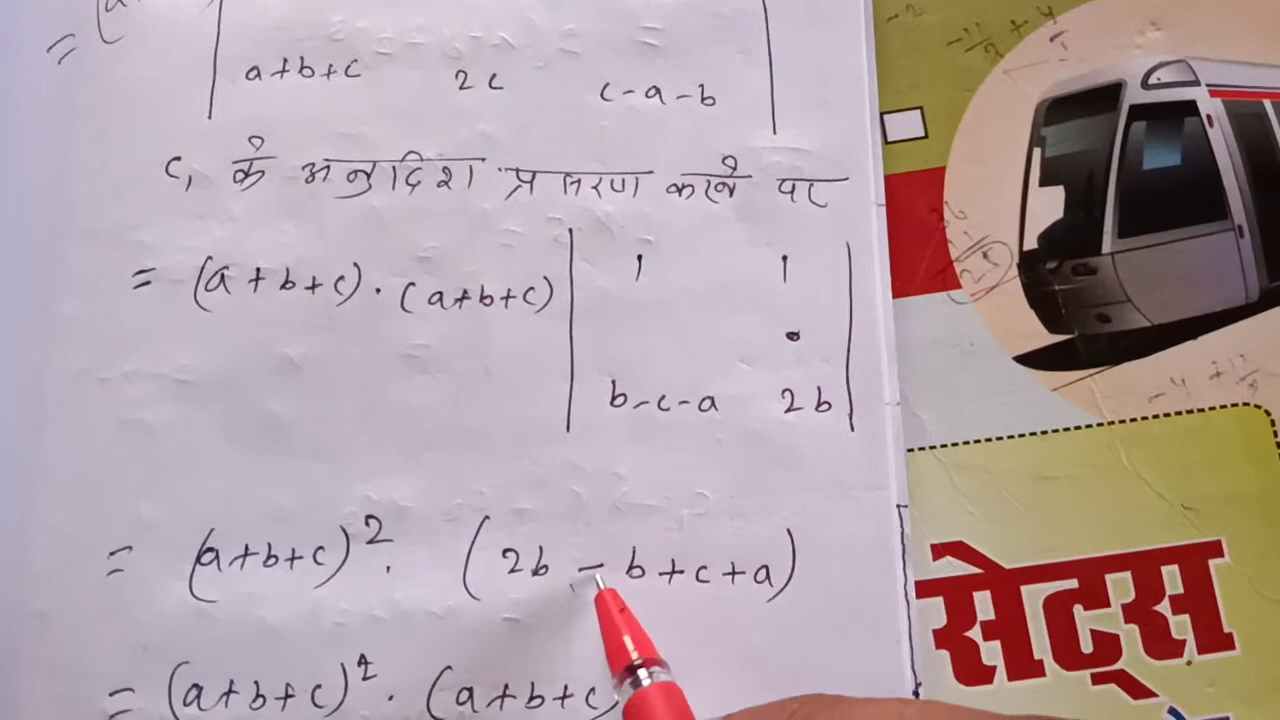 = (a
a+b+c 2c c-a-b
C₁ के अनुदिश प्रसरण करने पर
= (a+b+c).(a+b+c) | 1 1 |
| b-c-a 2b |
= (a+b+c)². (2b - b+c+a)
= (a+b+c)². (a+b+c
सेट्स